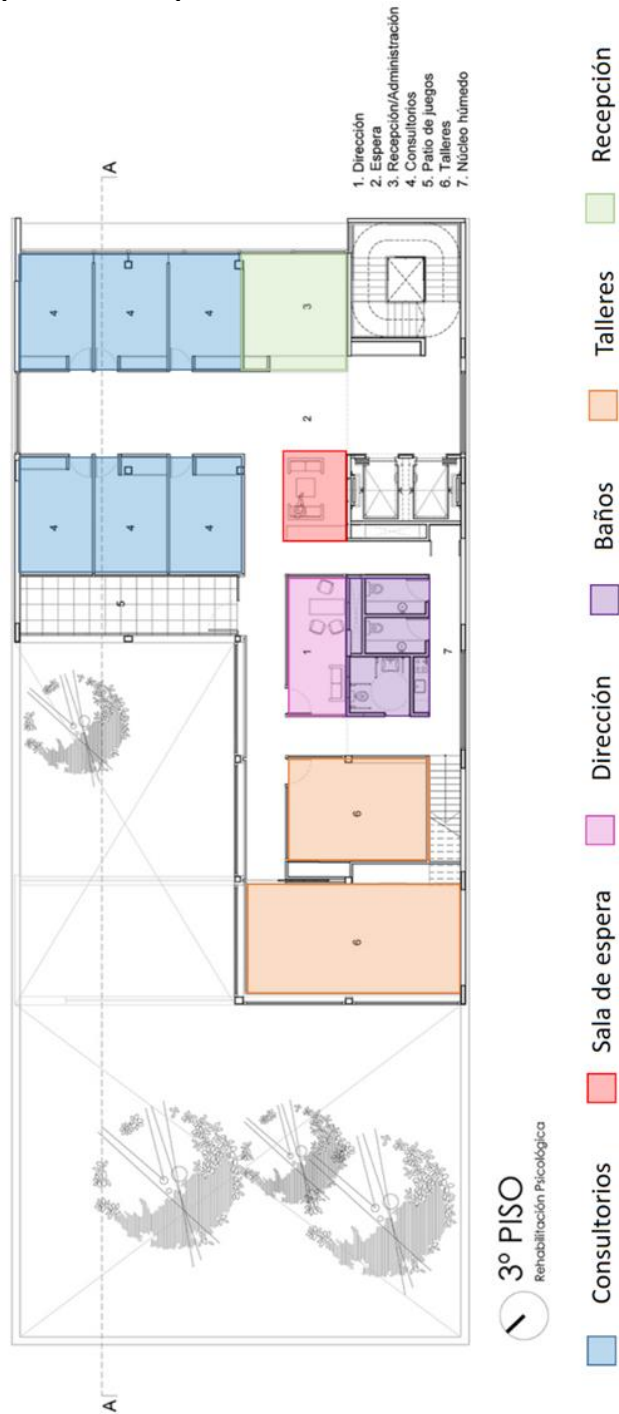 4 4
A A
5 4 4
4 4
1 2 3
6 6
7
1. Dirección
2. Espera
3. Recepción/Administración
4. Consultorios
5. Patio de juegos
6. Talleres
7. Núcleo húmedo
3º PISO
Rehabilitación Psicológica
Consultorios Sala de espera Dirección Baños Talleres Recepción